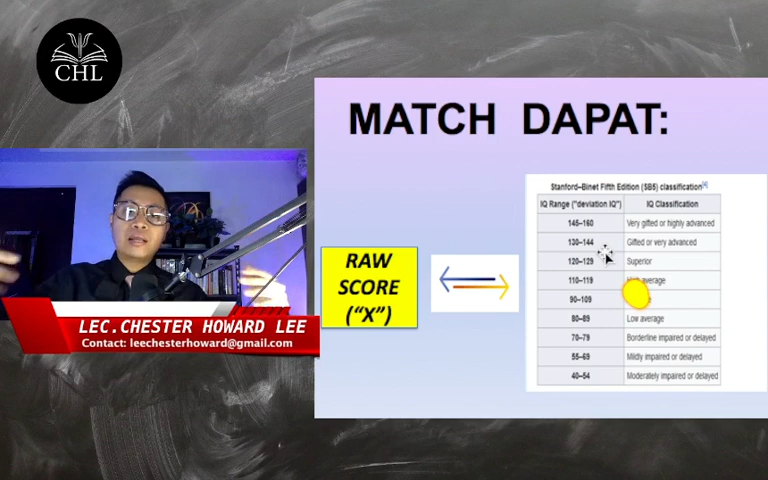 CHL
MATCH DAPAT:
Stanford–Binet Fifth Edition (SB5) classification
IQ Range ("deviation IQ") IQ Classification
145–160 Very gifted or highly advanced
130–144 Gifted or very advanced
120–129 Superior
110–119 average
90–109
80–89 Low average
70–79 Borderline impaired or delayed
55–69 Mildly impaired or delayed
40–54 Moderately impaired or delayed
RAW
SCORE
("X")
LEC.CHESTER HOWARD LEE
Contact: leechesterhoward@gmail.com